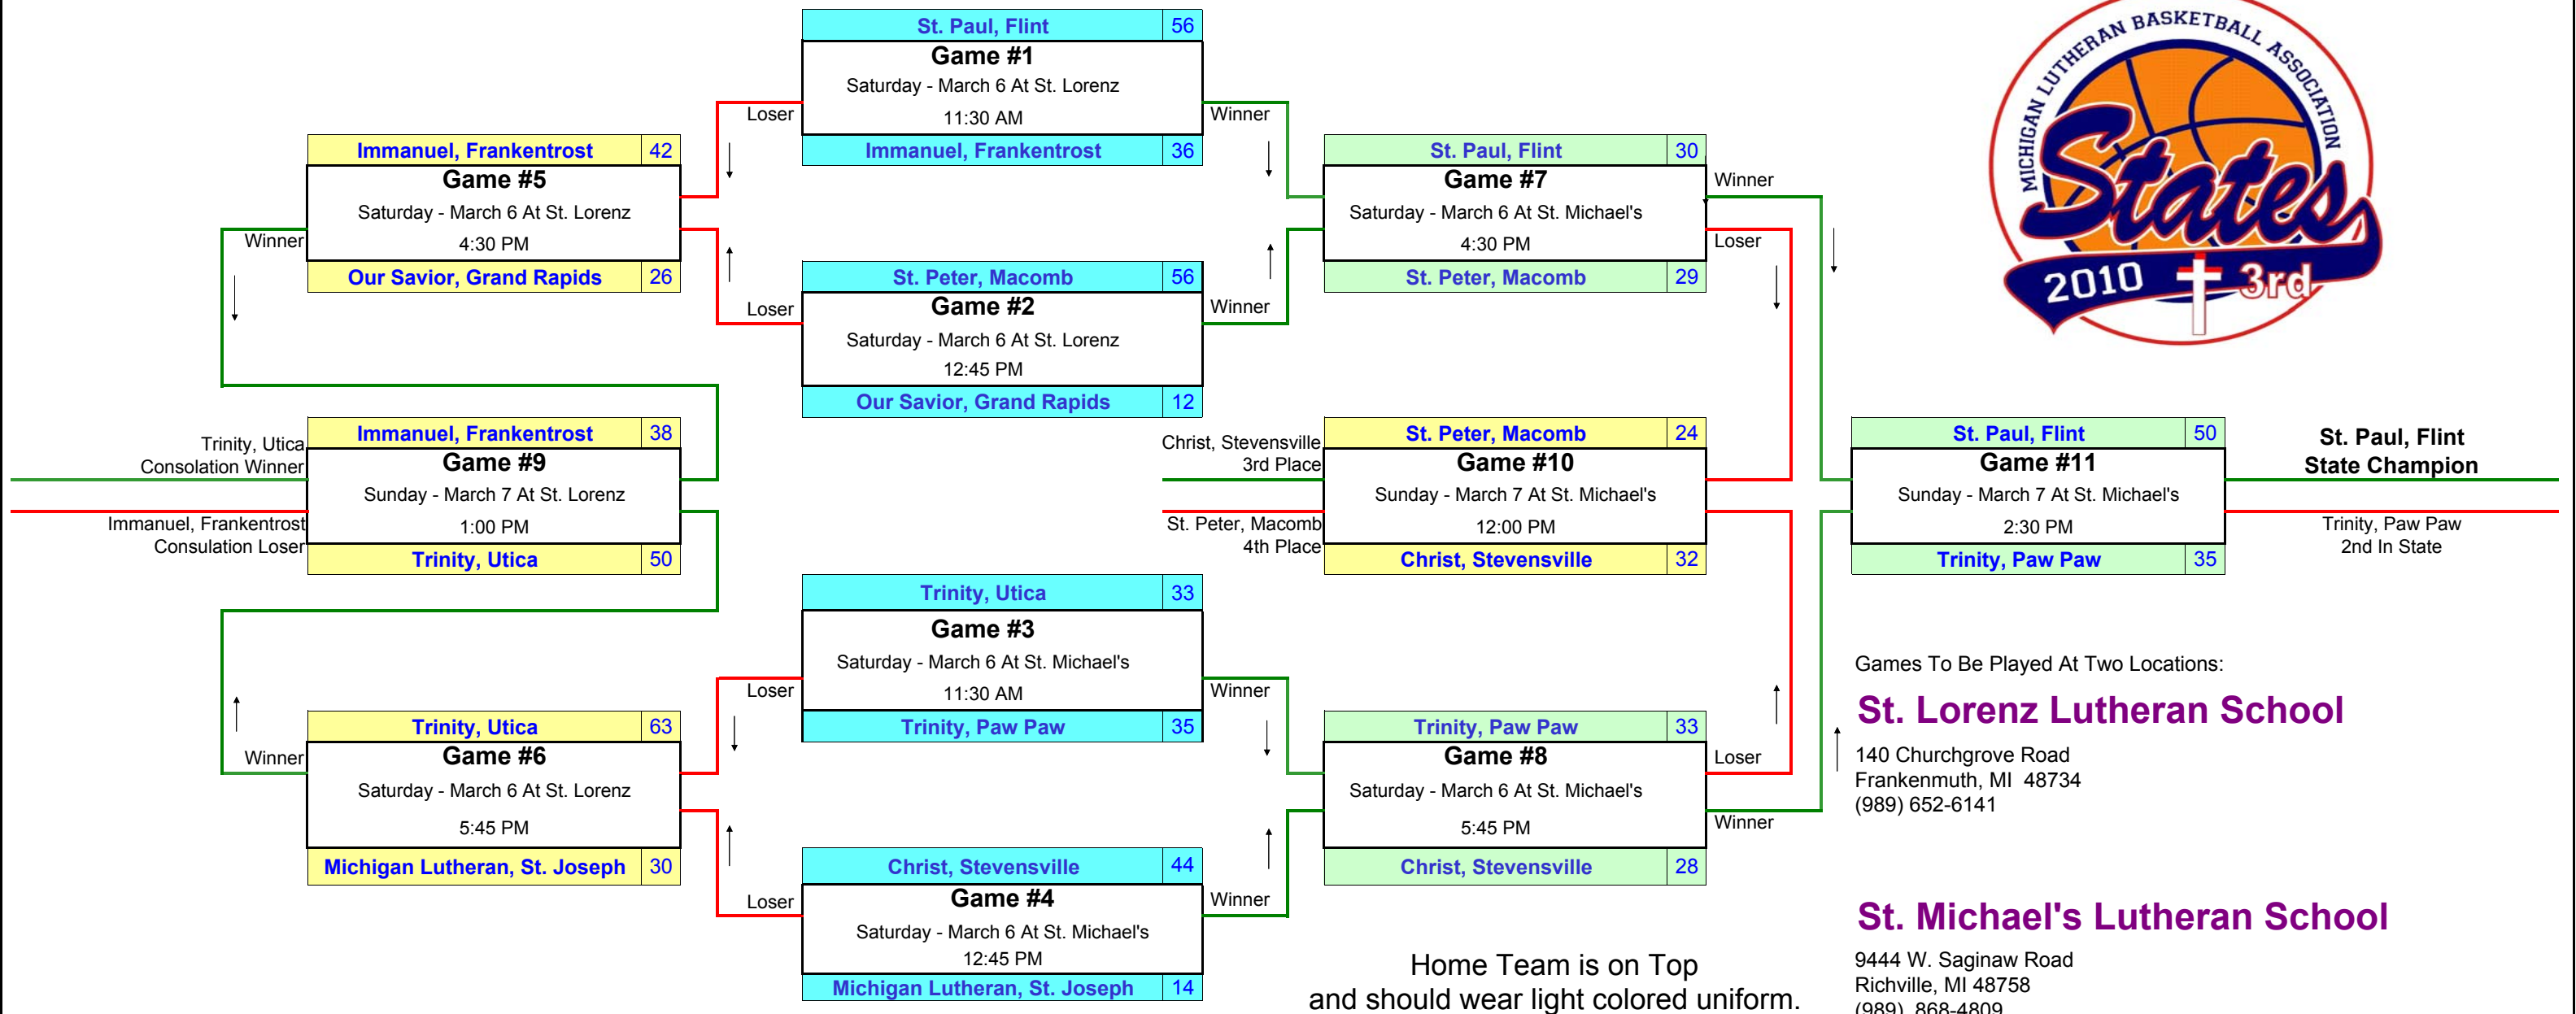 St. Paul, Flint 56
Game #1
Saturday - March 6 At St. Lorenz
11:30 AM
Immanuel, Frankentrost 36
Loser
Winner
Immanuel, Frankentrost 42
Game #5
Saturday - March 6 At St. Lorenz
4:30 PM
Our Savior, Grand Rapids 26
Winner
St. Peter, Macomb 56
Game #2
Saturday - March 6 At St. Lorenz
12:45 PM
Our Savior, Grand Rapids 12
Loser
Winner
St. Paul, Flint 30
Game #7
Saturday - March 6 At St. Michael's
4:30 PM
St. Peter, Macomb 29
Winner
Loser
MICHIGAN LUTHERAN BASKETBALL ASSOCIATION
States
2010 3rd
Trinity, Utica
Consolation Winner
Immanuel, Frankentrost
Consulation Loser
Immanuel, Frankentrost 38
Game #9
Sunday - March 7 At St. Lorenz
1:00 PM
Trinity, Utica 50
Christ, Stevensville
3rd Place
St. Peter, Macomb
4th Place
St. Peter, Macomb 24
Game #10
Sunday - March 7 At St. Michael's
12:00 PM
Christ, Stevensville 32
St. Paul, Flint 50
Game #11
Sunday - March 7 At St. Michael's
2:30 PM
Trinity, Paw Paw 35
St. Paul, Flint
State Champion
Trinity, Paw Paw
2nd In State
Trinity, Utica 33
Game #3
Saturday - March 6 At St. Michael's
11:30 AM
Trinity, Paw Paw 35
Loser
Winner
Trinity, Utica 63
Game #6
Saturday - March 6 At St. Lorenz
5:45 PM
Michigan Lutheran, St. Joseph 30
Winner
Christ, Stevensville 44
Game #4
Saturday - March 6 At St. Michael's
12:45 PM
Michigan Lutheran, St. Joseph 14
Loser
Winner
Trinity, Paw Paw 33
Game #8
Saturday - March 6 At St. Michael's
5:45 PM
Christ, Stevensville 28
Loser
Winner
Games To Be Played At Two Locations:
St. Lorenz Lutheran School
140 Churchgrove Road
Frankenmuth, MI 48734
(989) 652-6141
St. Michael's Lutheran School
9444 W. Saginaw Road
Richville, MI 48758
(989) 868-4809
Home Team is on Top
and should wear light colored uniform.